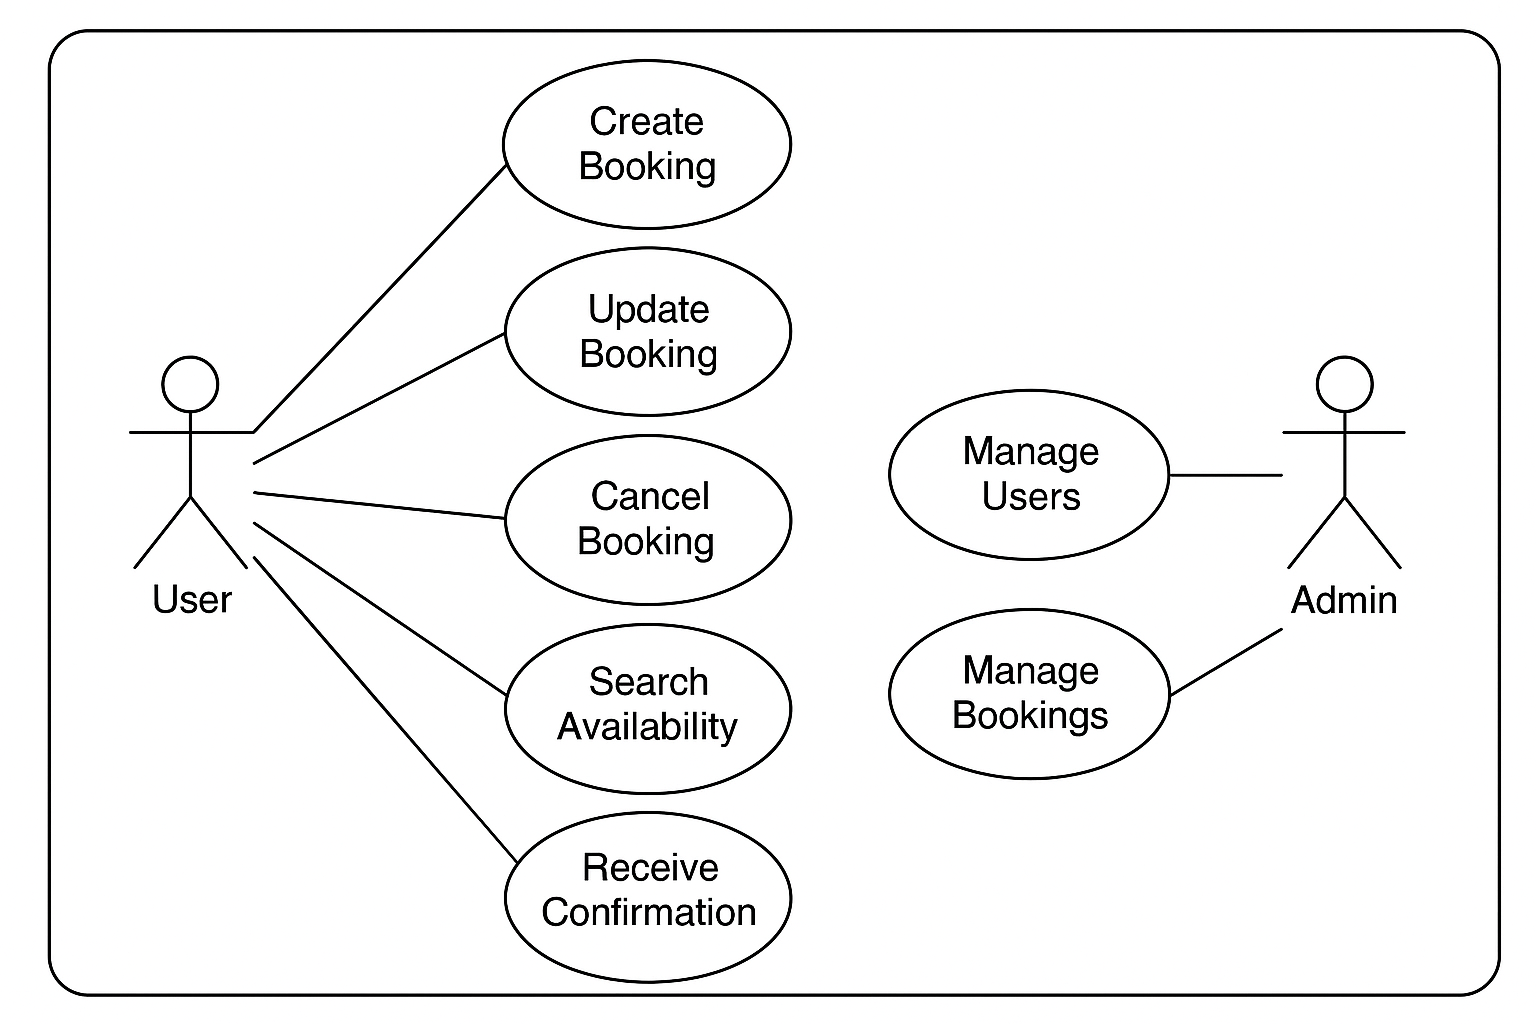 Create
Booking
Update
Booking
Cancel
Booking
Search
Availability
Receive
Confirmation
User
Manage
Users
Manage
Bookings
Admin